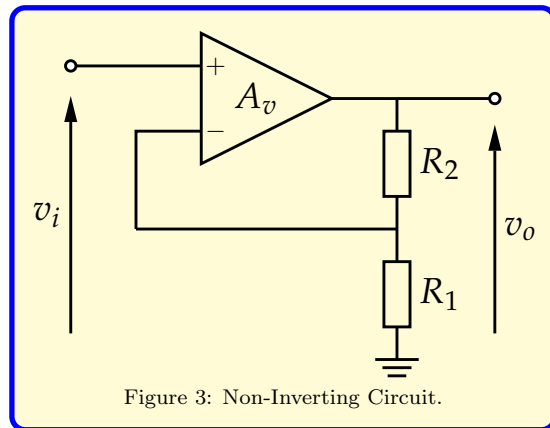 +
A_v
−
R_2
v_i
v_o
R_1
Figure 3: Non-Inverting Circuit.